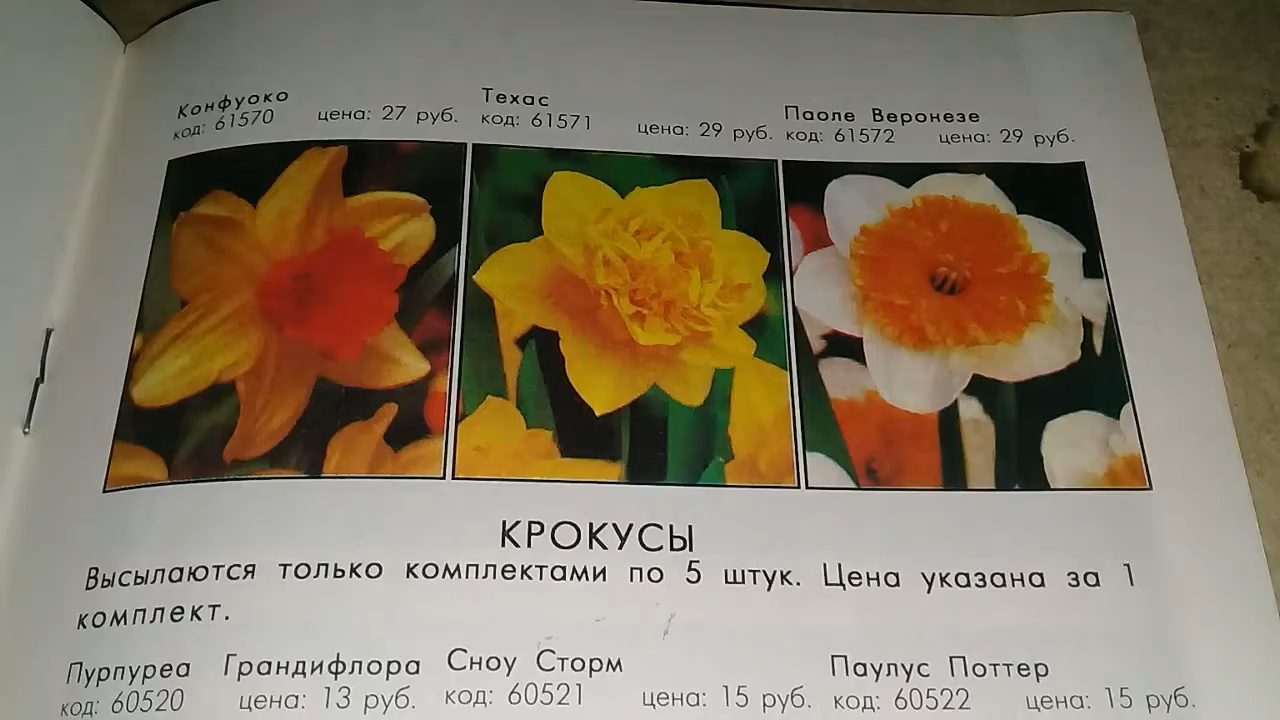 Конфуоко
код: 61570 цена: 27 руб.
Техас
код: 61571 цена: 29 руб.
Паоле Веронезе
код: 61572 цена: 29 руб.
КРОКУСЫ
Высылаются только комплектами по 5 штук. Цена указана за 1
комплект.
Пурпуреа Грандифлора
код: 60520 цена: 13 руб.
Сноу Сторм
код: 60521 цена: 15 руб.
Паулус Поттер
код: 60522 цена: 15 руб.